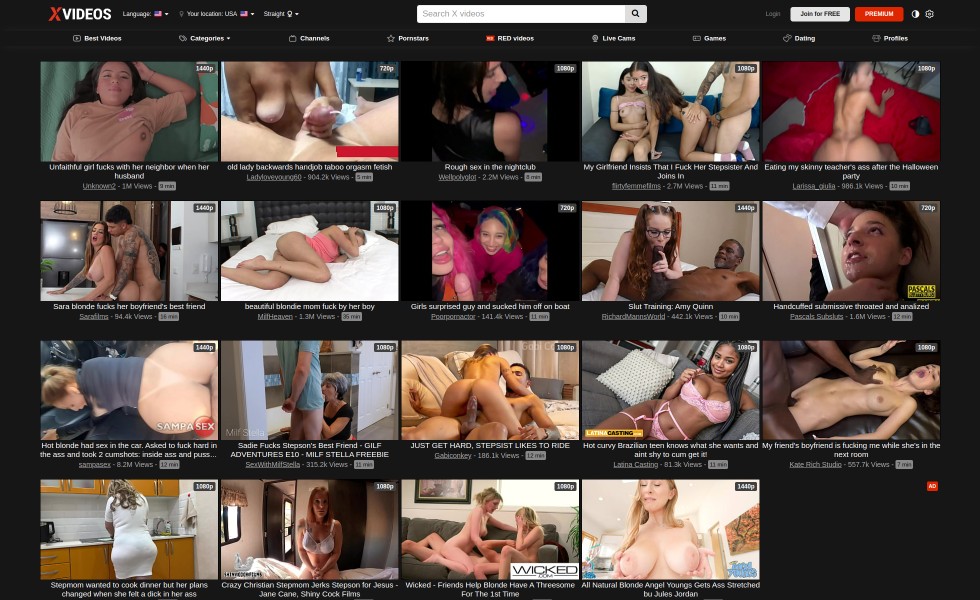 XVIDEOS
Language:
Your location: USA
Straight
Search X videos
Login
Join for FREE
PREMIUM
Best Videos
Categories
Channels
Pornstars
RED videos
Live Cams
Games
Dating
Profiles
1440p
720p
1080p
1080p
1080p
Unfaithful girl fucks with her neighbor when her
husband
Unknown2 - 1M Views - 9 min
old lady backwards handjob taboo orgasm fetish
Ladyloveyoung60 - 904.2k Views - 5 min
Rough sex in the nightclub
Wellpolyglot - 2.2M Views - 8 min
My Girlfriend Insists That I Fuck Her Stepsister And
Joins In
flirtyfemmefilms - 2.7M Views - 11 min
Eating my skinny teacher's ass after the Halloween
party
Larissa_giulia - 986.1k Views - 10 min
1440p
1080p
720p
1440p
720p
Sara blonde fucks her boyfriend's best friend
Sarafilms - 94.4k Views - 16 min
beautiful blondie mom fuck by her boy
MilfHeaven - 1.3M Views - 35 min
Girls surprised guy and sucked him off on boat
Poorpornactor - 141.4k Views - 11 min
Slut Training: Amy Quinn
RichardMannsWorld - 442.1k Views - 10 min
PASCALS
SUBSLUTS
Handcuffed submissive throated and analized
Pascals Subsluts - 1.6M Views - 12 min
1440p
1080p
1080p
1080p
1080p
SAMPASEX
Hot blonde had sex in the car. Asked to fuck hard in
the ass and took 2 cumshots: inside ass and puss...
sampasex - 8.2M Views - 12 min
Milf Stella
Sadie Fucks Stepson's Best Friend - GILF
ADVENTURES E10 - MILF STELLA FREEBIE
SexWithMilfStella - 315.2k Views - 11 min
JUST GET HARD, STEPSIST LIKES TO RIDE
Gabiconkey - 186.1k Views - 12 min
LATINACASTING.COM
Hot curvy Brazilian teen knows what she wants and
aint shy to cum get it!
Latina Casting - 81.3k Views - 11 min
My friend's boyfriend is fucking me while she's in the
next room
Kate Rich Studio - 557.7k Views - 7 min
1080p
1080p
1080p
1440p
AD
Stepmom wanted to cook dinner but her plans
changed when she felt a dick in her ass
Crazy Christian Stepmom Jerks Stepson for Jesus -
Jane Cane, Shiny Cock Films
WICKED
.COM
Wicked - Friends Help Blonde Have A Threesome
For The 1st Time
All Natural Blonde Angel Youngs Gets Ass Stretched
by Jules Jordan